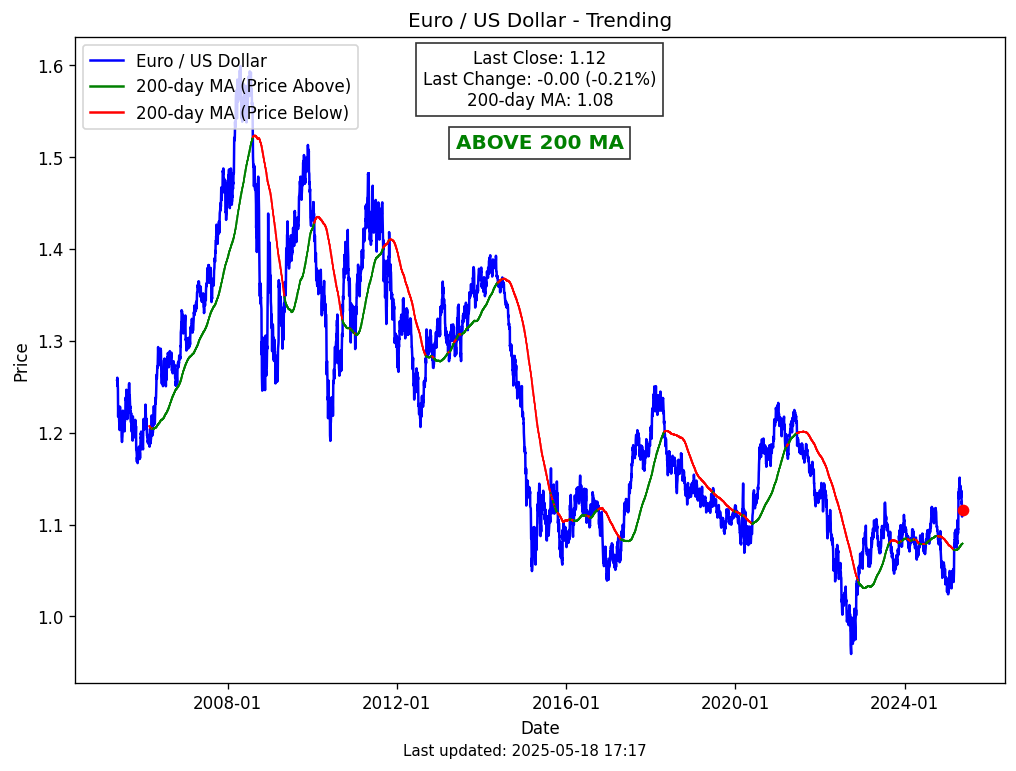 Euro / US Dollar - Trending
Euro / US Dollar
200-day MA (Price Above)
200-day MA (Price Below)
Last Close: 1.12
Last Change: -0.00 (-0.21%)
200-day MA: 1.08
ABOVE 200 MA
Price
1.6
1.5
1.4
1.3
1.2
1.1
1.0
2008-01
2012-01
2016-01
2020-01
2024-01
Date
Last updated: 2025-05-18 17:17